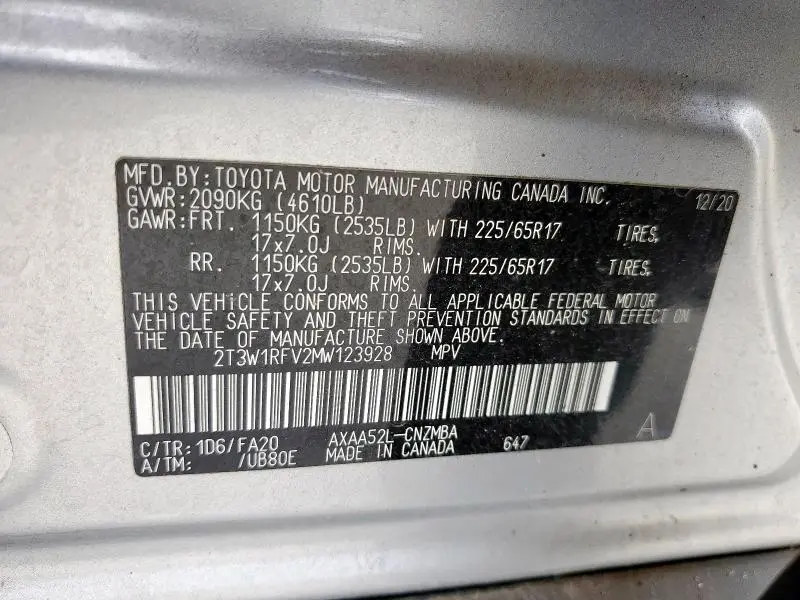 MFD.BY:TOYOTA MOTOR MANUFACTURING CANADA INC. 12/20
GVWR:2090KG (4610LB)
GAWR:FRT. 1150KG (2535LB) WITH 225/65R17 TIRES,
17x7.0J RIMS.
RR. 1150KG (2535LB) WITH 225/65R17 TIRES,
17x7.0J RIMS.
THIS VEHICLE CONFORMS TO ALL APPLICABLE FEDERAL MOTOR
VEHICLE SAFETY AND THEFT PREVENTION STANDARDS IN EFFECT ON
THE DATE OF MANUFACTURE SHOWN ABOVE.
2T3W1RFV2MW123928 MPV
C/TR:1D6/FA20 AXAA52L-CNZMBA 647 A
A/TM: /UB80E MADE IN CANADA